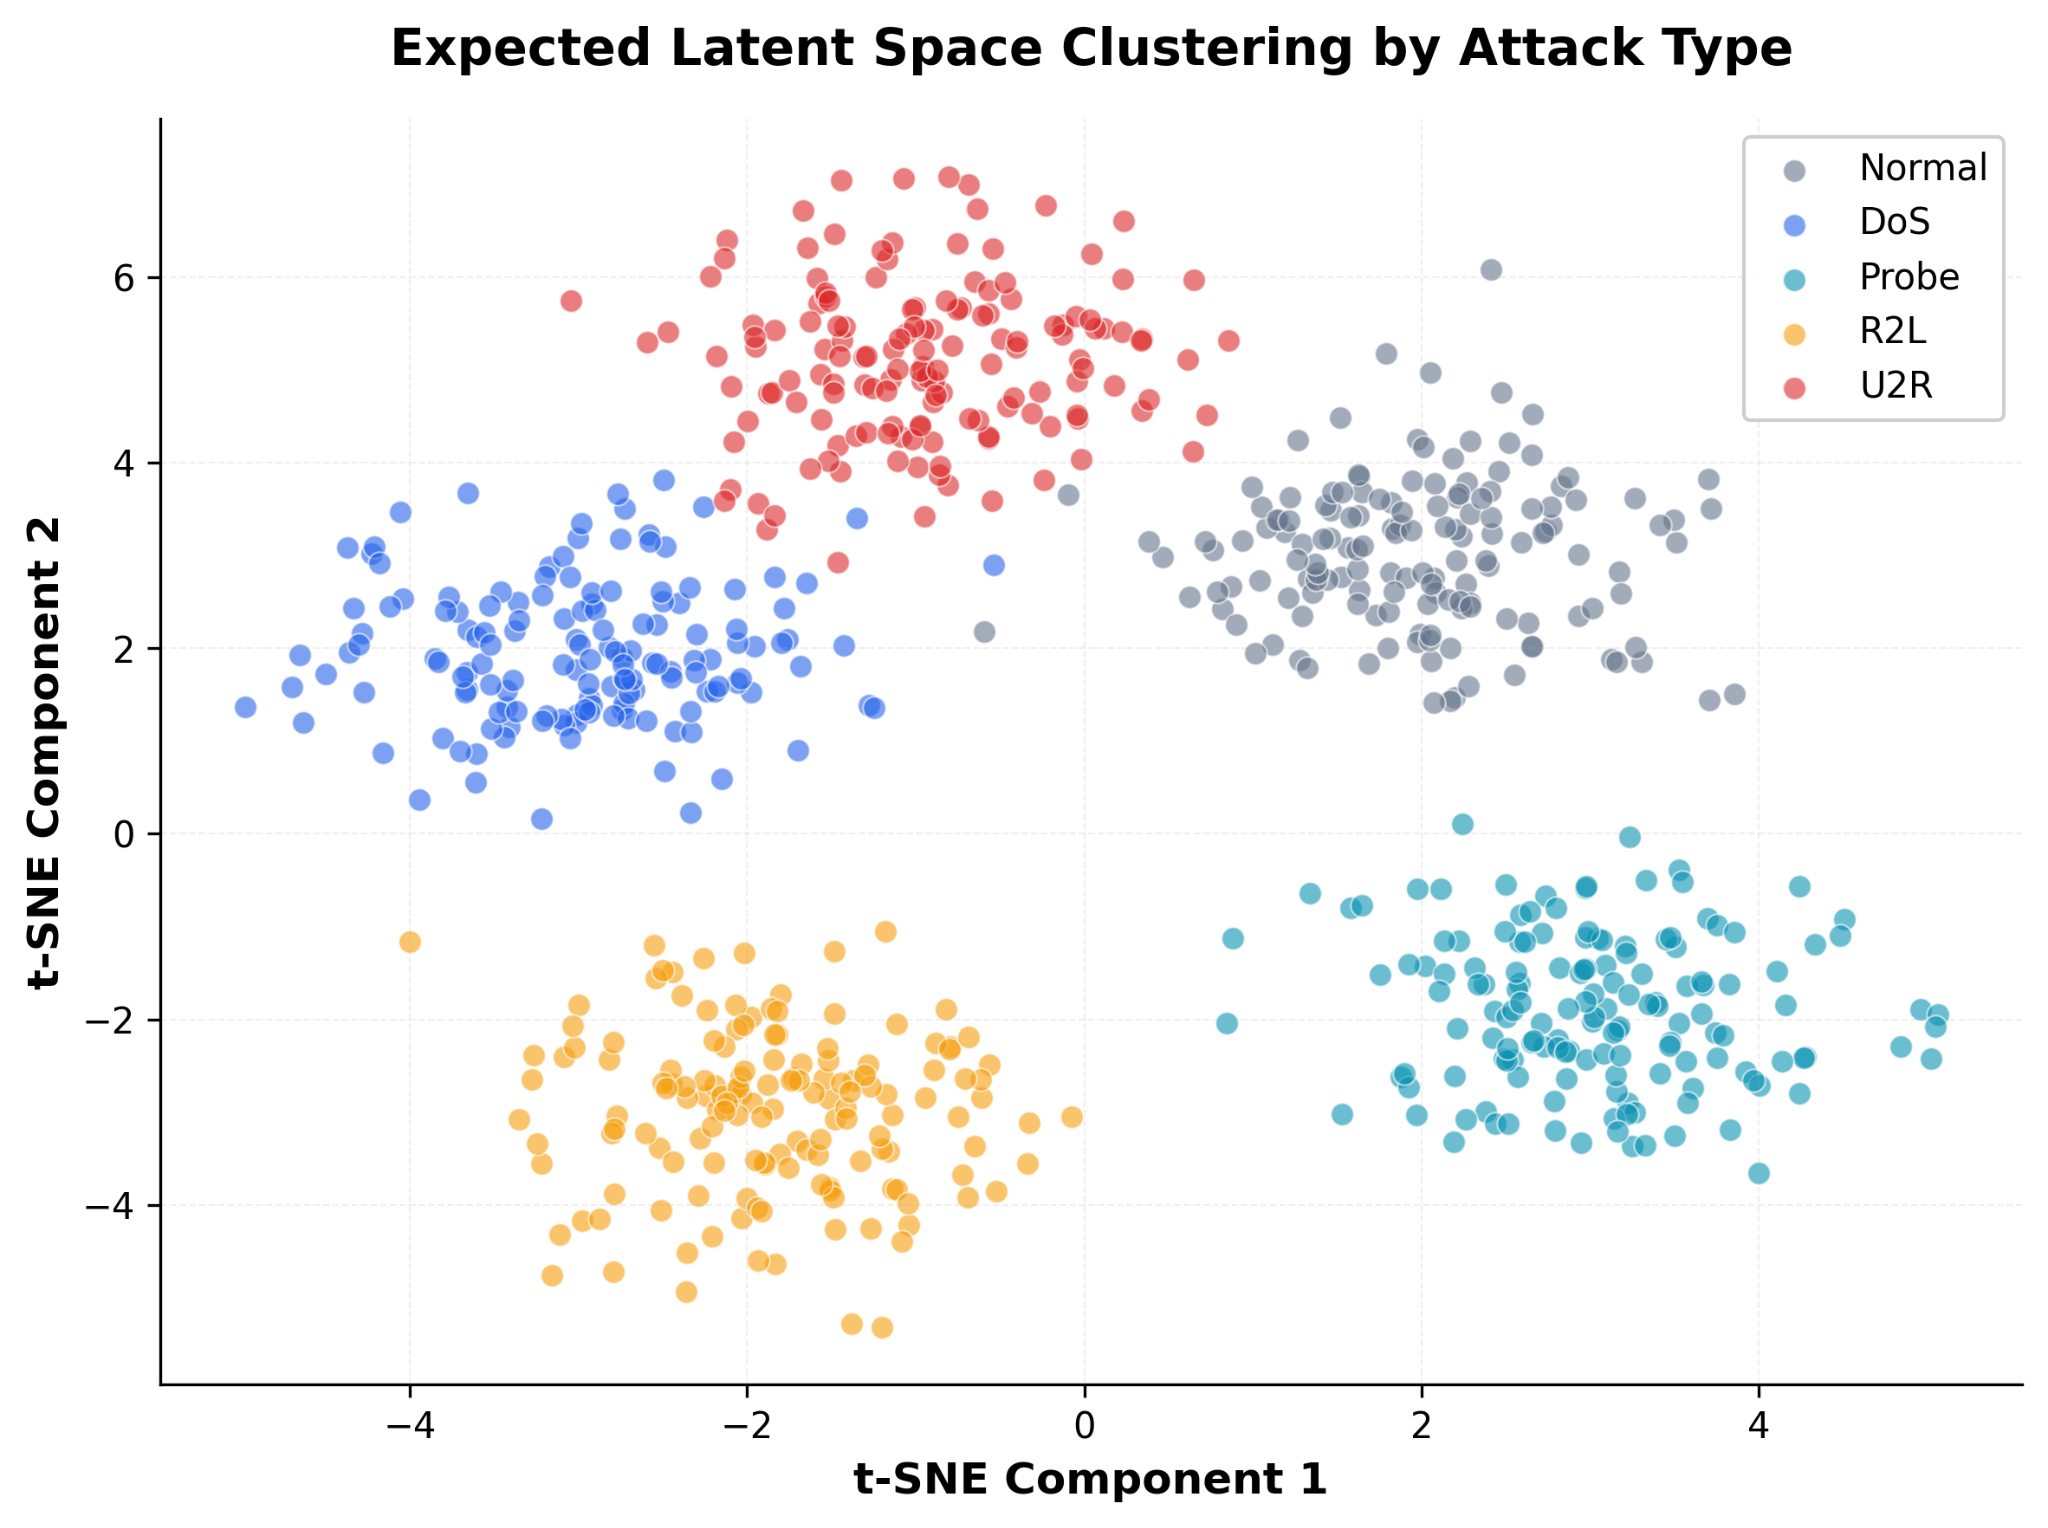 Expected Latent Space Clustering by Attack Type
Normal
DoS
Probe
R2L
U2R
t-SNE Component 2
6
4
2
0
−2
−4
−4
−2
0
2
4
t-SNE Component 1